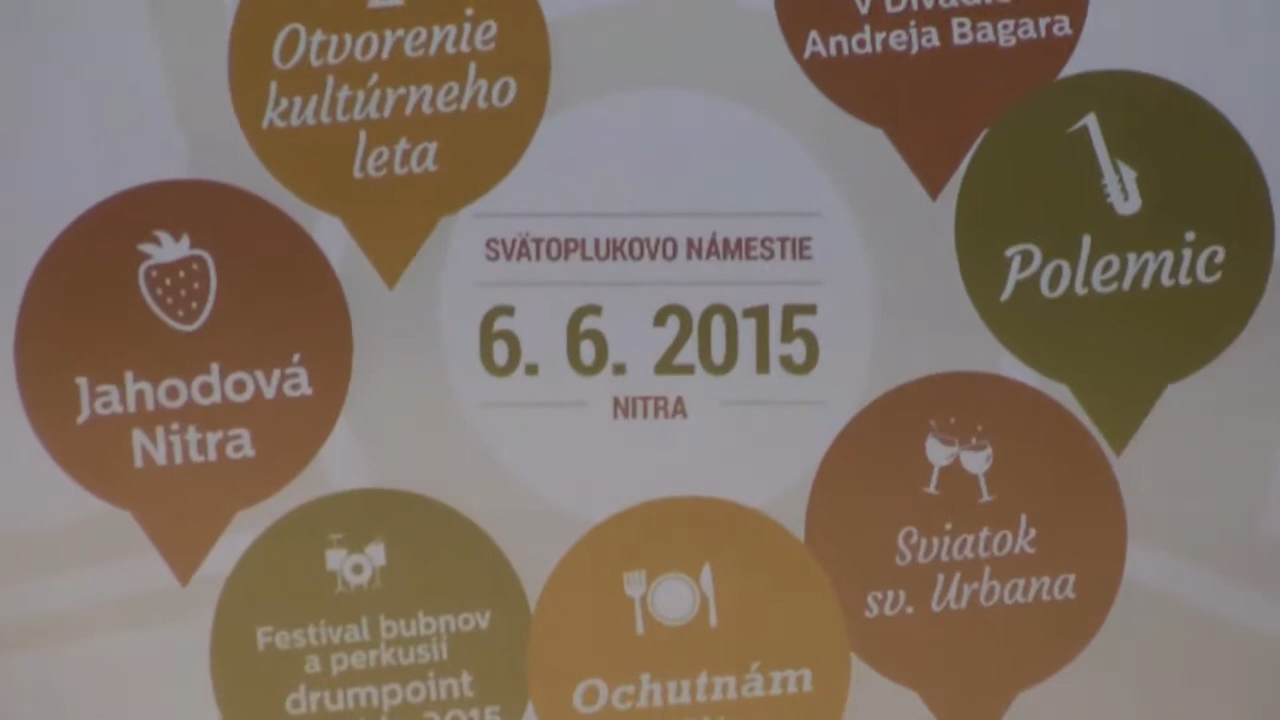 Otvorenie
kultúrneho
leta
Andreja Bagara
Polemic
SVÄTOPLUKOVO NÁMESTIE
6. 6. 2015
NITRA
Jahodová
Nitra
Sviatok
sv. Urbana
Festival bubnov
a perkusií
drumpoint
2015
Ochutnám